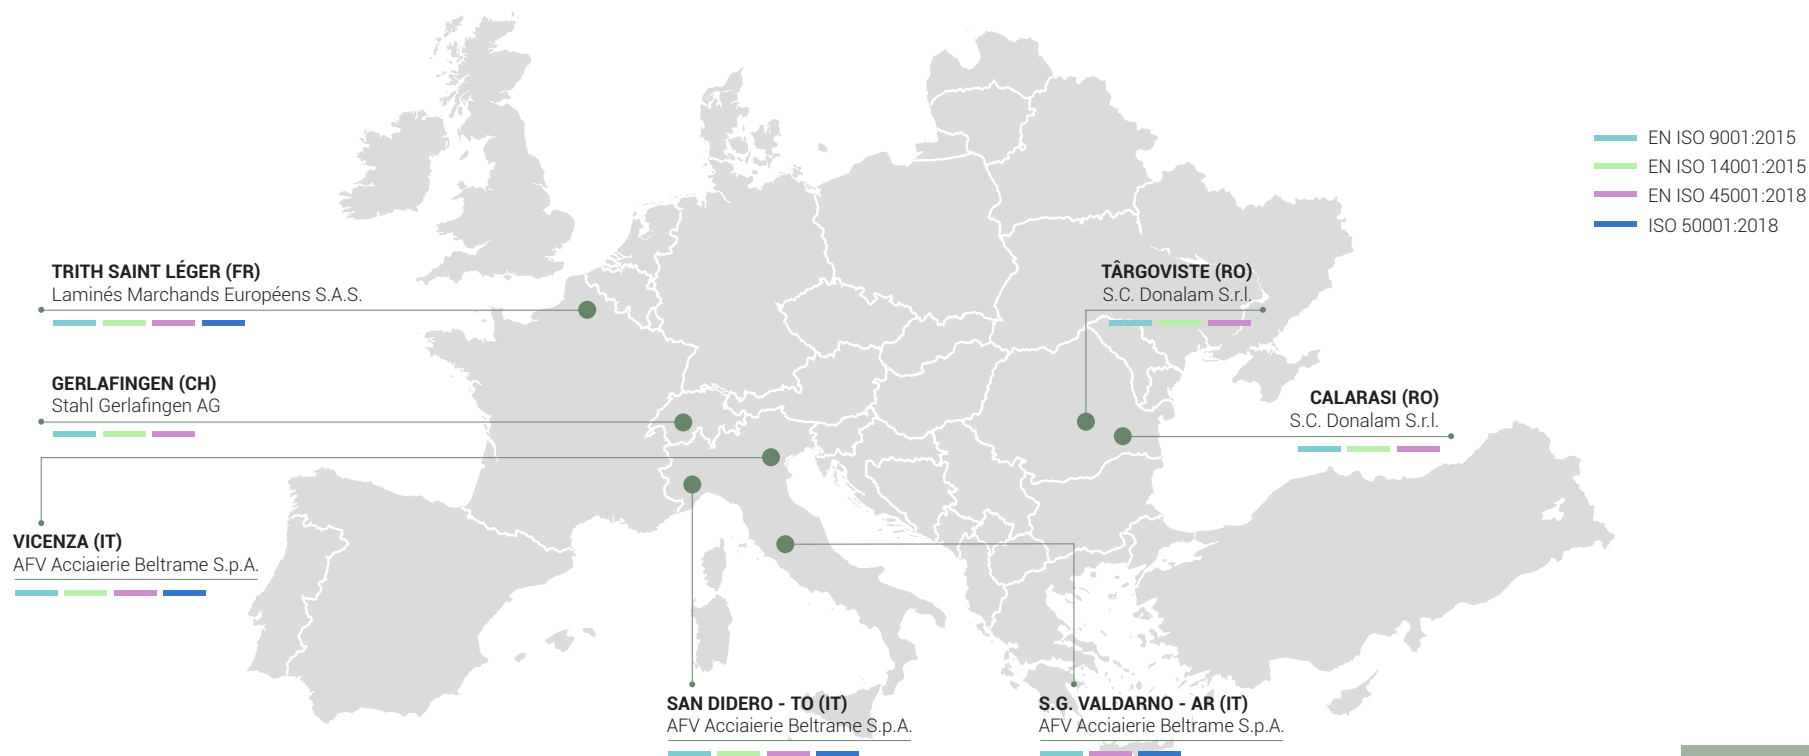 EN ISO 9001:2015
EN ISO 14001:2015
EN ISO 45001:2018
ISO 50001:2018
TRITH SAINT LÉGER (FR)
Laminés Marchands Européens S.A.S.
TÂRGOVISTE (RO)
S.C. Donalam S.r.l.
GERLAFINGEN (CH)
Stahl Gerlafingen AG
CALARASI (RO)
S.C. Donalam S.r.l.
VICENZA (IT)
AFV Acciaierie Beltrame S.p.A.
SAN DIDERO - TO (IT)
AFV Acciaierie Beltrame S.p.A.
S.G. VALDARNO - AR (IT)
AFV Acciaierie Beltrame S.p.A.